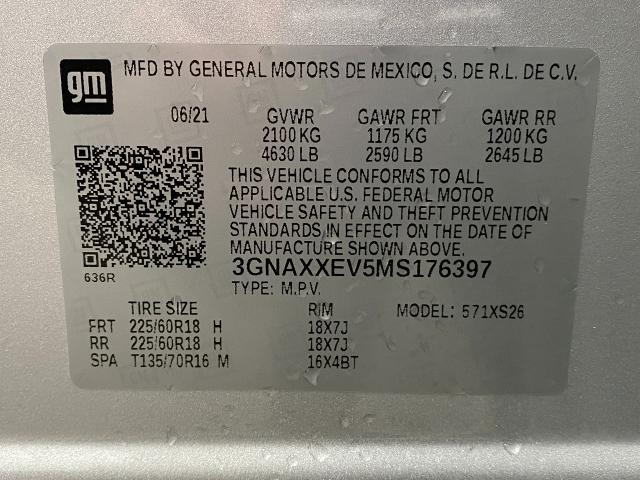 gm MFD BY GENERAL MOTORS DE MEXICO, S. DE R.L. DE C.V.
06/21 GVWR GAWR FRT GAWR RR
2100 KG 1175 KG 1200 KG
4630 LB 2590 LB 2645 LB
THIS VEHICLE CONFORMS TO ALL
APPLICABLE U.S. FEDERAL MOTOR
VEHICLE SAFETY AND THEFT PREVENTION
STANDARDS IN EFFECT ON THE DATE OF
MANUFACTURE SHOWN ABOVE.
636R 3GNAXXEV5MS176397
TYPE: M.P.V.
TIRE SIZE RIM MODEL: 571XS26
FRT 225/60R18 H 18X7J
RR 225/60R18 H 18X7J
SPA T135/70R16 M 16X4BT